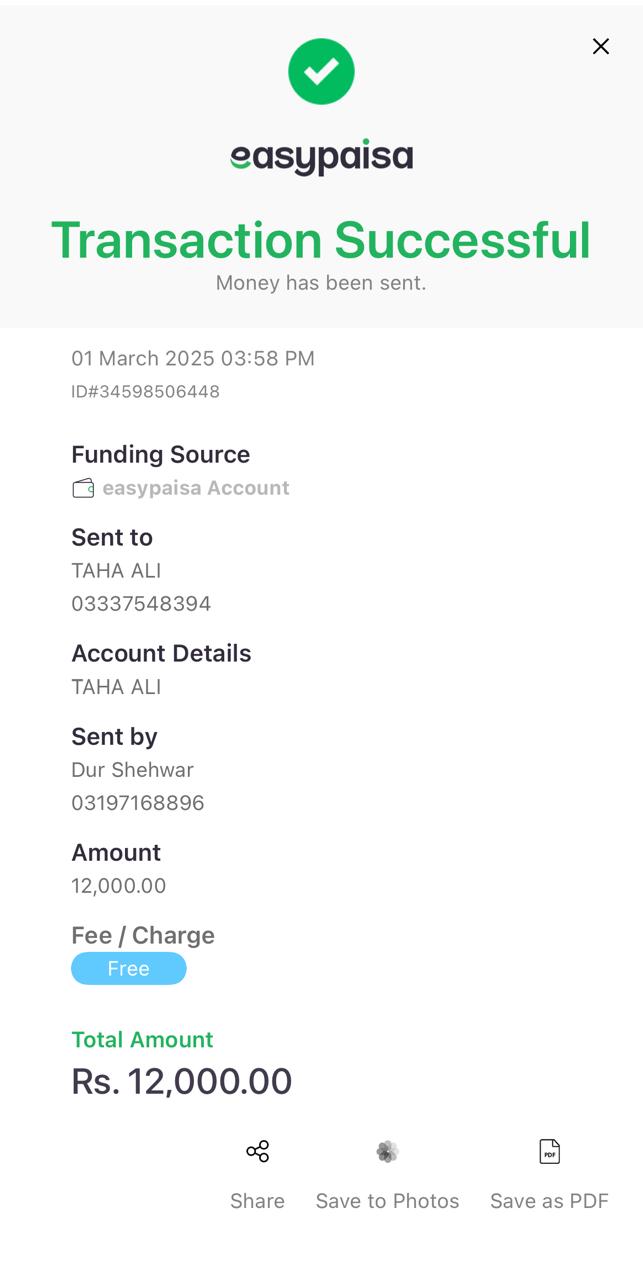 easypaisa
Transaction Successful
Money has been sent.
01 March 2025 03:58 PM
ID#34598506448
Funding Source
easypaisa Account
Sent to
TAHA ALI
03337548394
Account Details
TAHA ALI
Sent by
Dur Shehwar
03197168896
Amount
12,000.00
Fee / Charge
Free
Total Amount
Rs. 12,000.00
PDF
Share Save to Photos Save as PDF